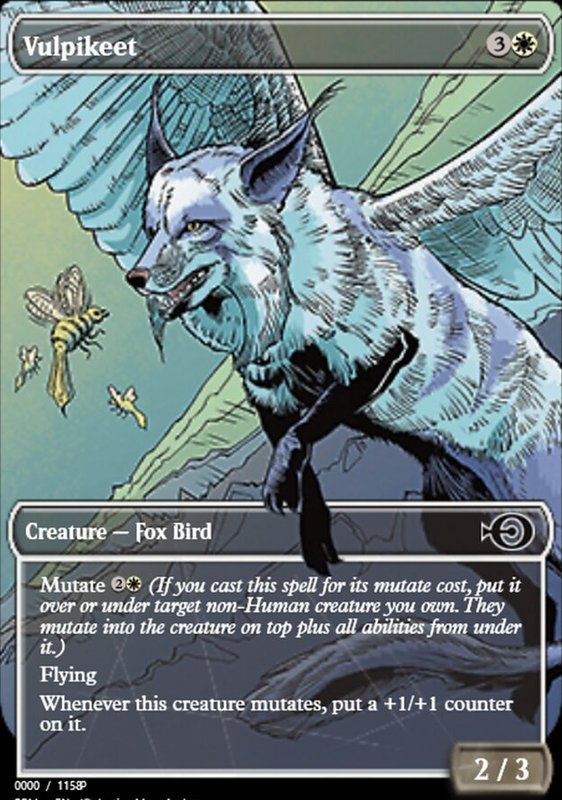 Vulpikeet 3
Creature — Fox Bird
Mutate 2 (If you cast this spell for its mutate cost, put it
over or under target non-Human creature you own. They
mutate into the creature on top plus all abilities from under
it.)
Flying
Whenever this creature mutates, put a +1/+1 counter
on it.
2/3
0000 / 1158P